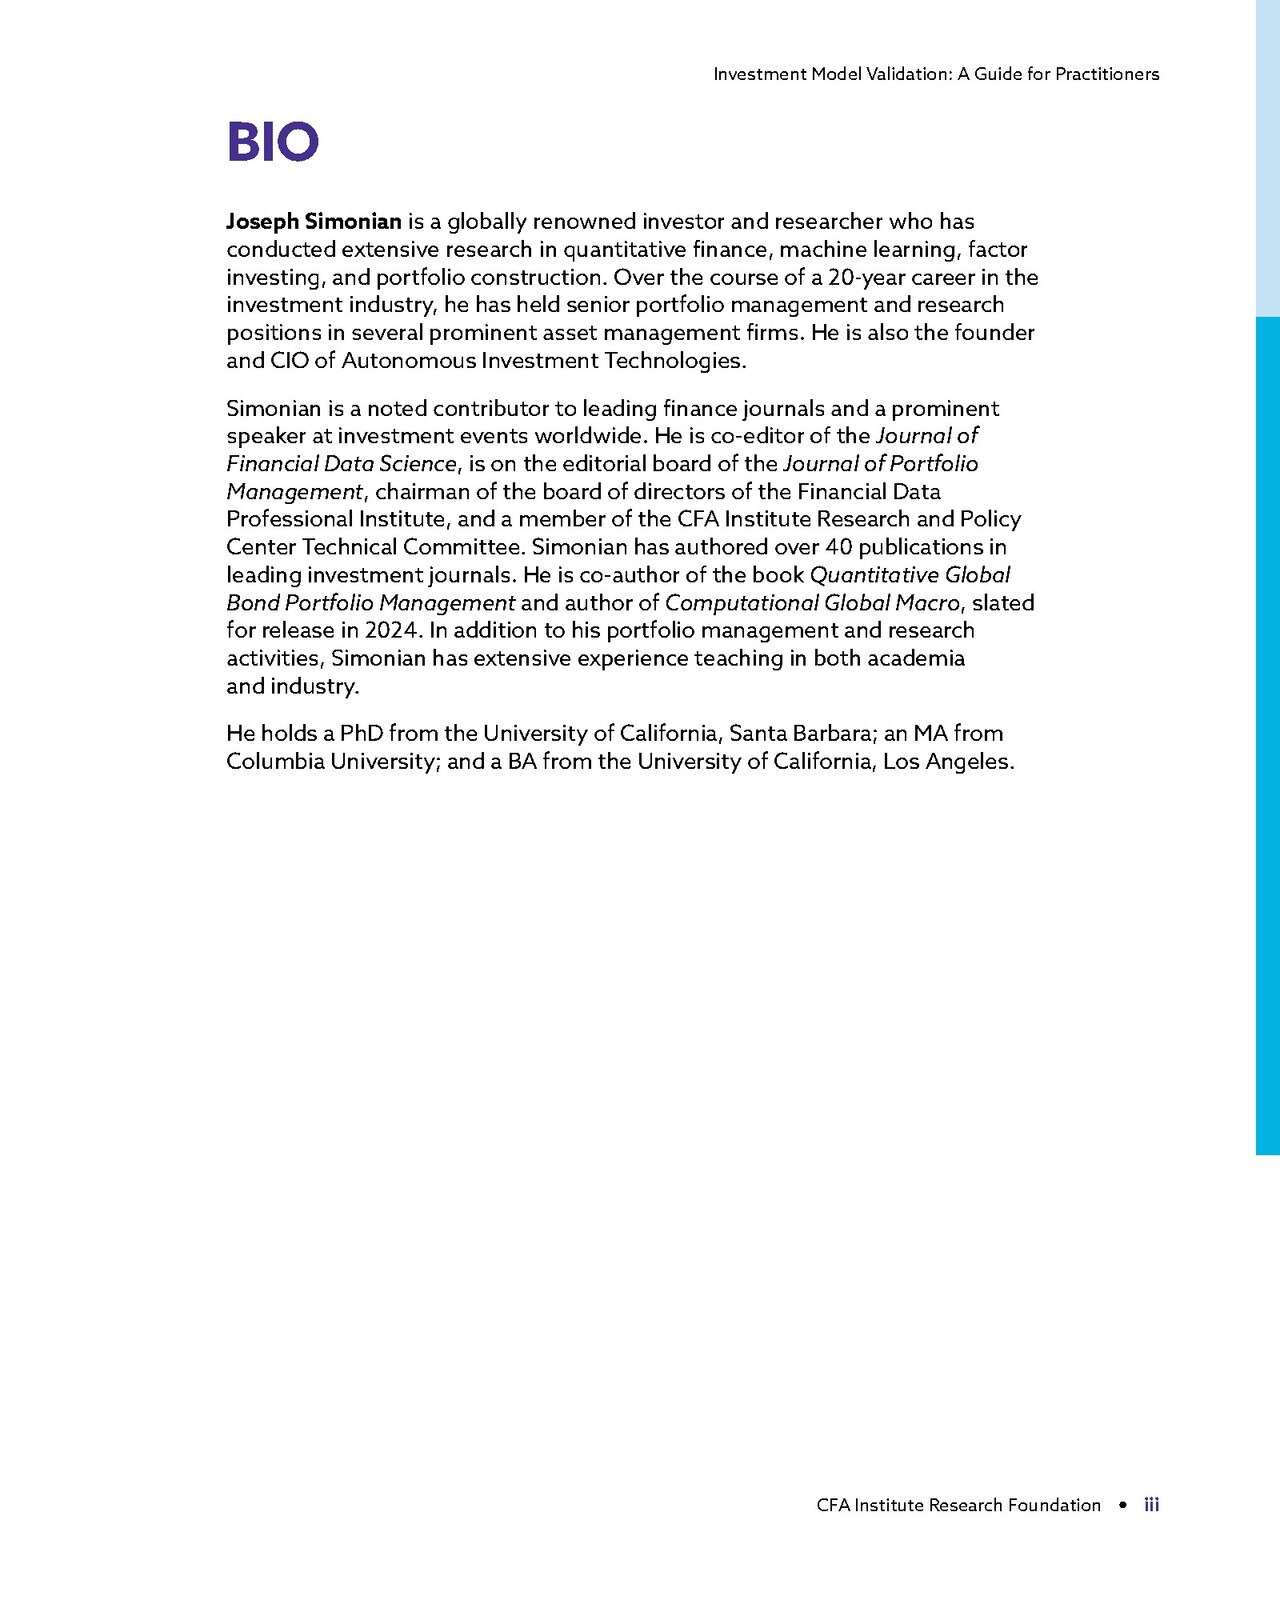 Investment Model Validation: A Guide for Practitioners
BIO
Joseph Simonian is a globally renowned investor and researcher who has
conducted extensive research in quantitative finance, machine learning, factor
investing, and portfolio construction. Over the course of a 20-year career in the
investment industry, he has held senior portfolio management and research
positions in several prominent asset management firms. He is also the founder
and CIO of Autonomous Investment Technologies.
Simonian is a noted contributor to leading finance journals and a prominent
speaker at investment events worldwide. He is co-editor of the Journal of
Financial Data Science, is on the editorial board of the Journal of Portfolio
Management, chairman of the board of directors of the Financial Data
Professional Institute, and a member of the CFA Institute Research and Policy
Center Technical Committee. Simonian has authored over 40 publications in
leading investment journals. He is co-author of the book Quantitative Global
Bond Portfolio Management and author of Computational Global Macro, slated
for release in 2024. In addition to his portfolio management and research
activities, Simonian has extensive experience teaching in both academia
and industry.
He holds a PhD from the University of California, Santa Barbara; an MA from
Columbia University; and a BA from the University of California, Los Angeles.
CFA Institute Research Foundation • iii